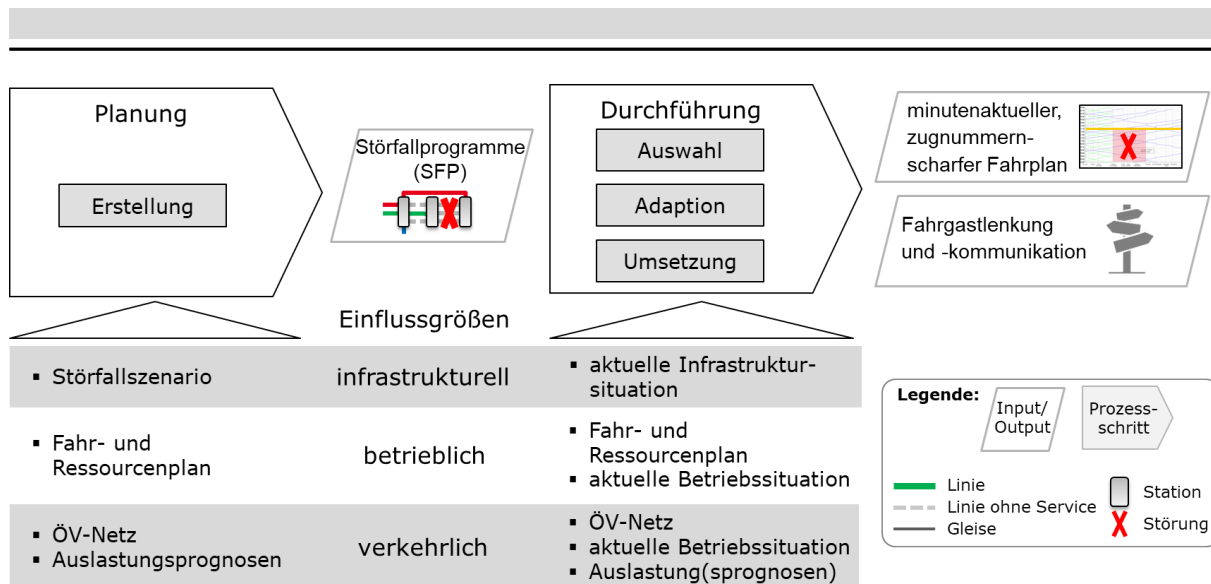 Planung
Erstellung
Störfallprogramme
(SFP)
Durchführung
Auswahl
Adaption
Umsetzung
minutenaktueller,
zugnummern-
scharfer Fahrplan
Fahrgastlenkung
und -kommunikation
Einflussgrößen
▪ Störfallszenario
infrastrukturell
▪ aktuelle Infrastruktur-
situation
▪ Fahr- und
Ressourcenplan
betrieblich
▪ Fahr- und
Ressourcenplan
▪ aktuelle Betriebssituation
▪ ÖV-Netz
▪ Auslastungsprognosen
verkehrlich
▪ ÖV-Netz
▪ aktuelle Betriebssituation
▪ Auslastung(sprognosen)
Legende:
Input/
Output
Prozess-
schritt
Linie
Linie ohne Service
Gleise
Station
Störung